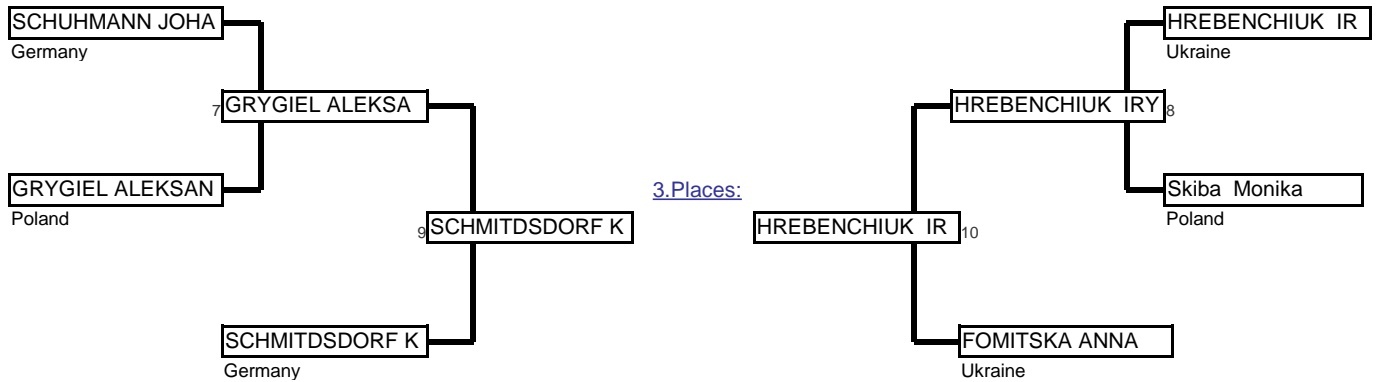 SCHUHMANN JOHA
Germany
7 GRYGIEL ALEKSA
GRYGIEL ALEKSAN
Poland
9 SCHMITDSDORF K
SCHMITDSDORF K
Germany
3.Places:
HREBENCHIUK  IR
Ukraine
HREBENCHIUK  IRY 8
Skiba  Monika
Poland
HREBENCHIUK  IR 10
FOMITSKA ANNA
Ukraine